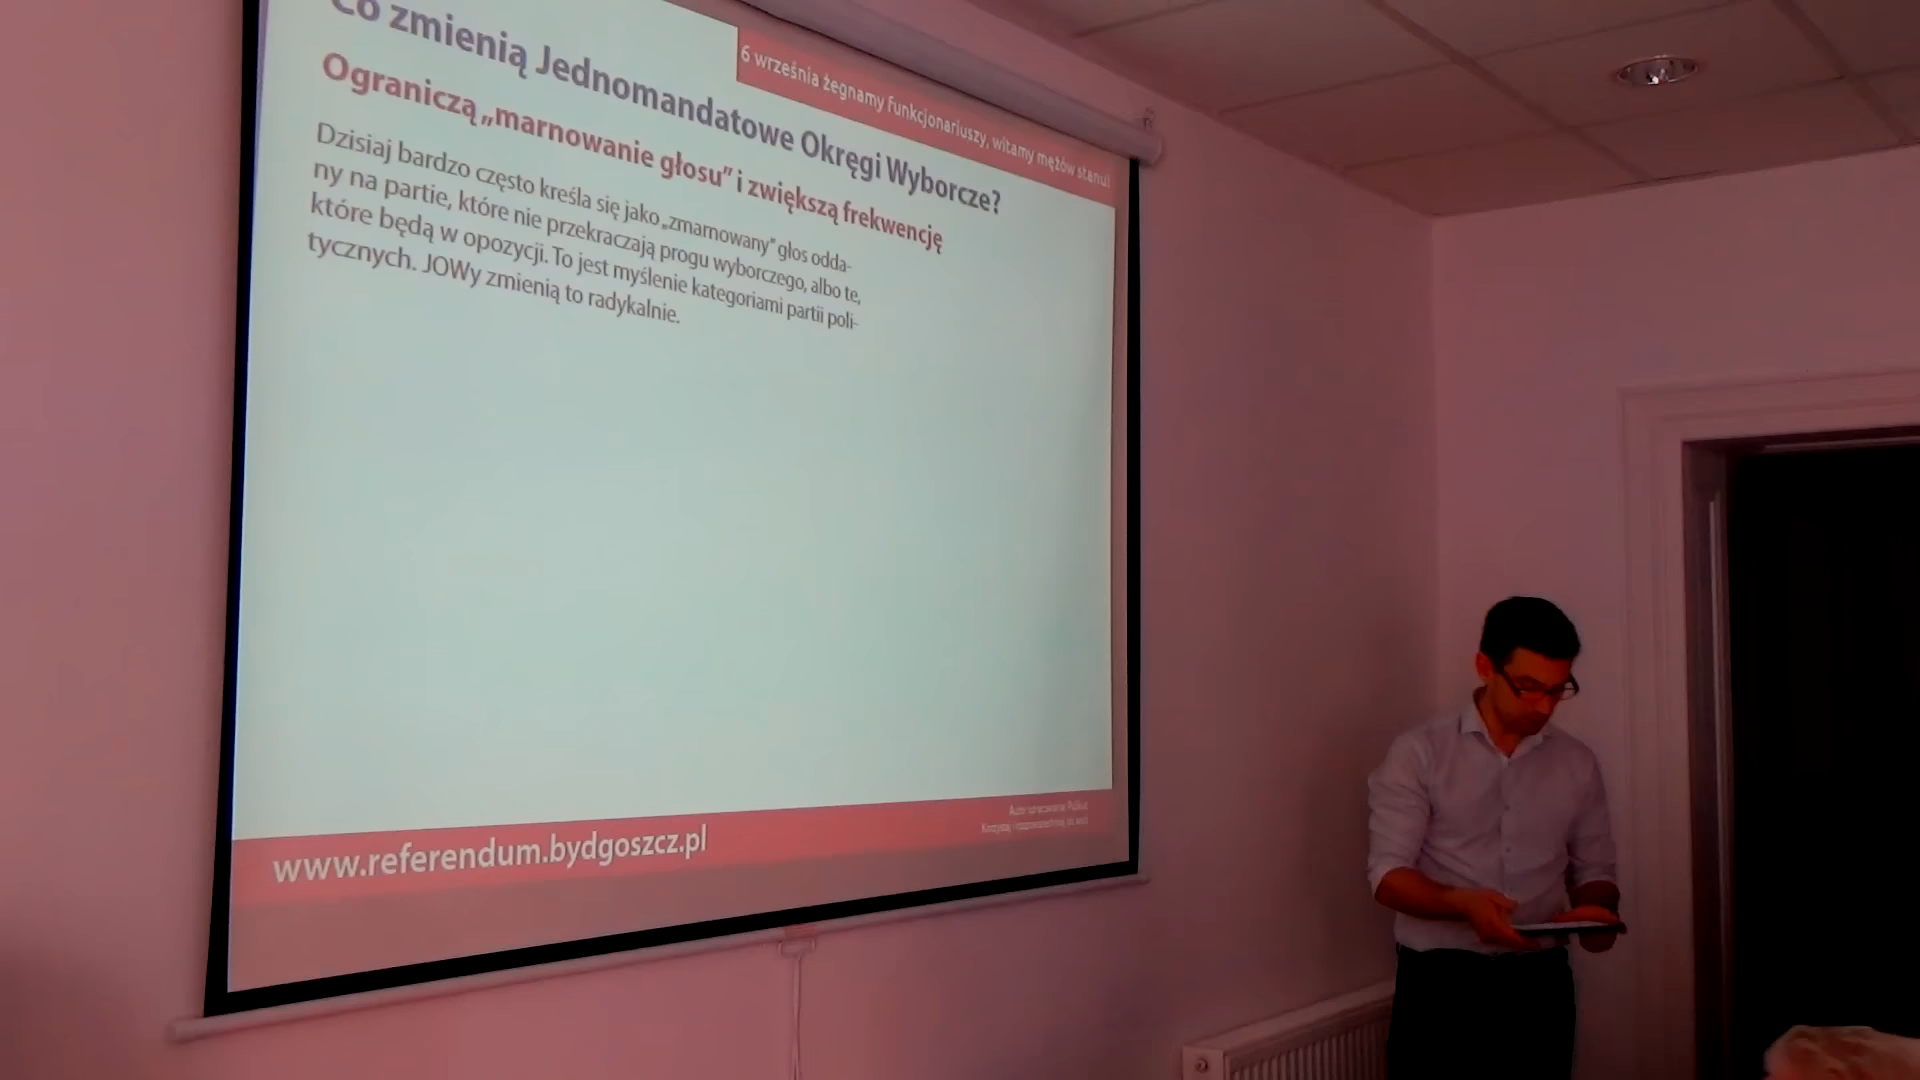 6 września żegnamy funkcjonariuszy, witamy mężów stanu!
Co zmienią Jednomandatowe Okręgi Wyborcze?
Ograniczą „marnowanie głosu” i zwiększą frekwencję
Dzisiaj bardzo często kreśla się jako „zmarnowany” głos odda-
ny na partie, które nie przekraczają progu wyborczego, albo te,
które będą w opozycji. To jest myślenie kategoriami partii poli-
tycznych. JOWy zmienią to radykalnie.
www.referendum.bydgoszcz.pl